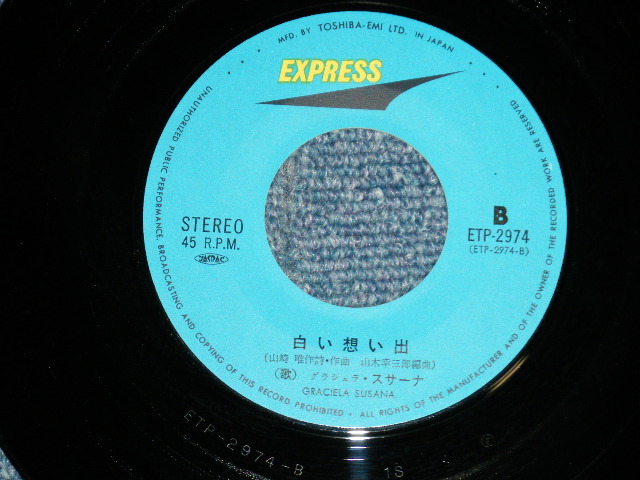 MFD. BY TOSHIBA-EMI LTD. IN JAPAN
EXPRESS
STEREO
45 R.P.M.
JASRAC
B
ETP-2974
(ETP-2974-B)
白い想い出
(山崎 唯作詩・作曲 山木幸三郎編曲)
(歌) グラシェラ・スサーナ
GRACIELA SUSANA
UNAUTHORIZED PUBLIC PERFORMANCE, BROADCASTING AND COPYING OF THIS RECORD PROHIBITED • ALL RIGHTS OF THE MANUFACTURER AND OF THE OWNER OF THE RECORDED WORK ARE RESERVED
ETP-2974-B 1S